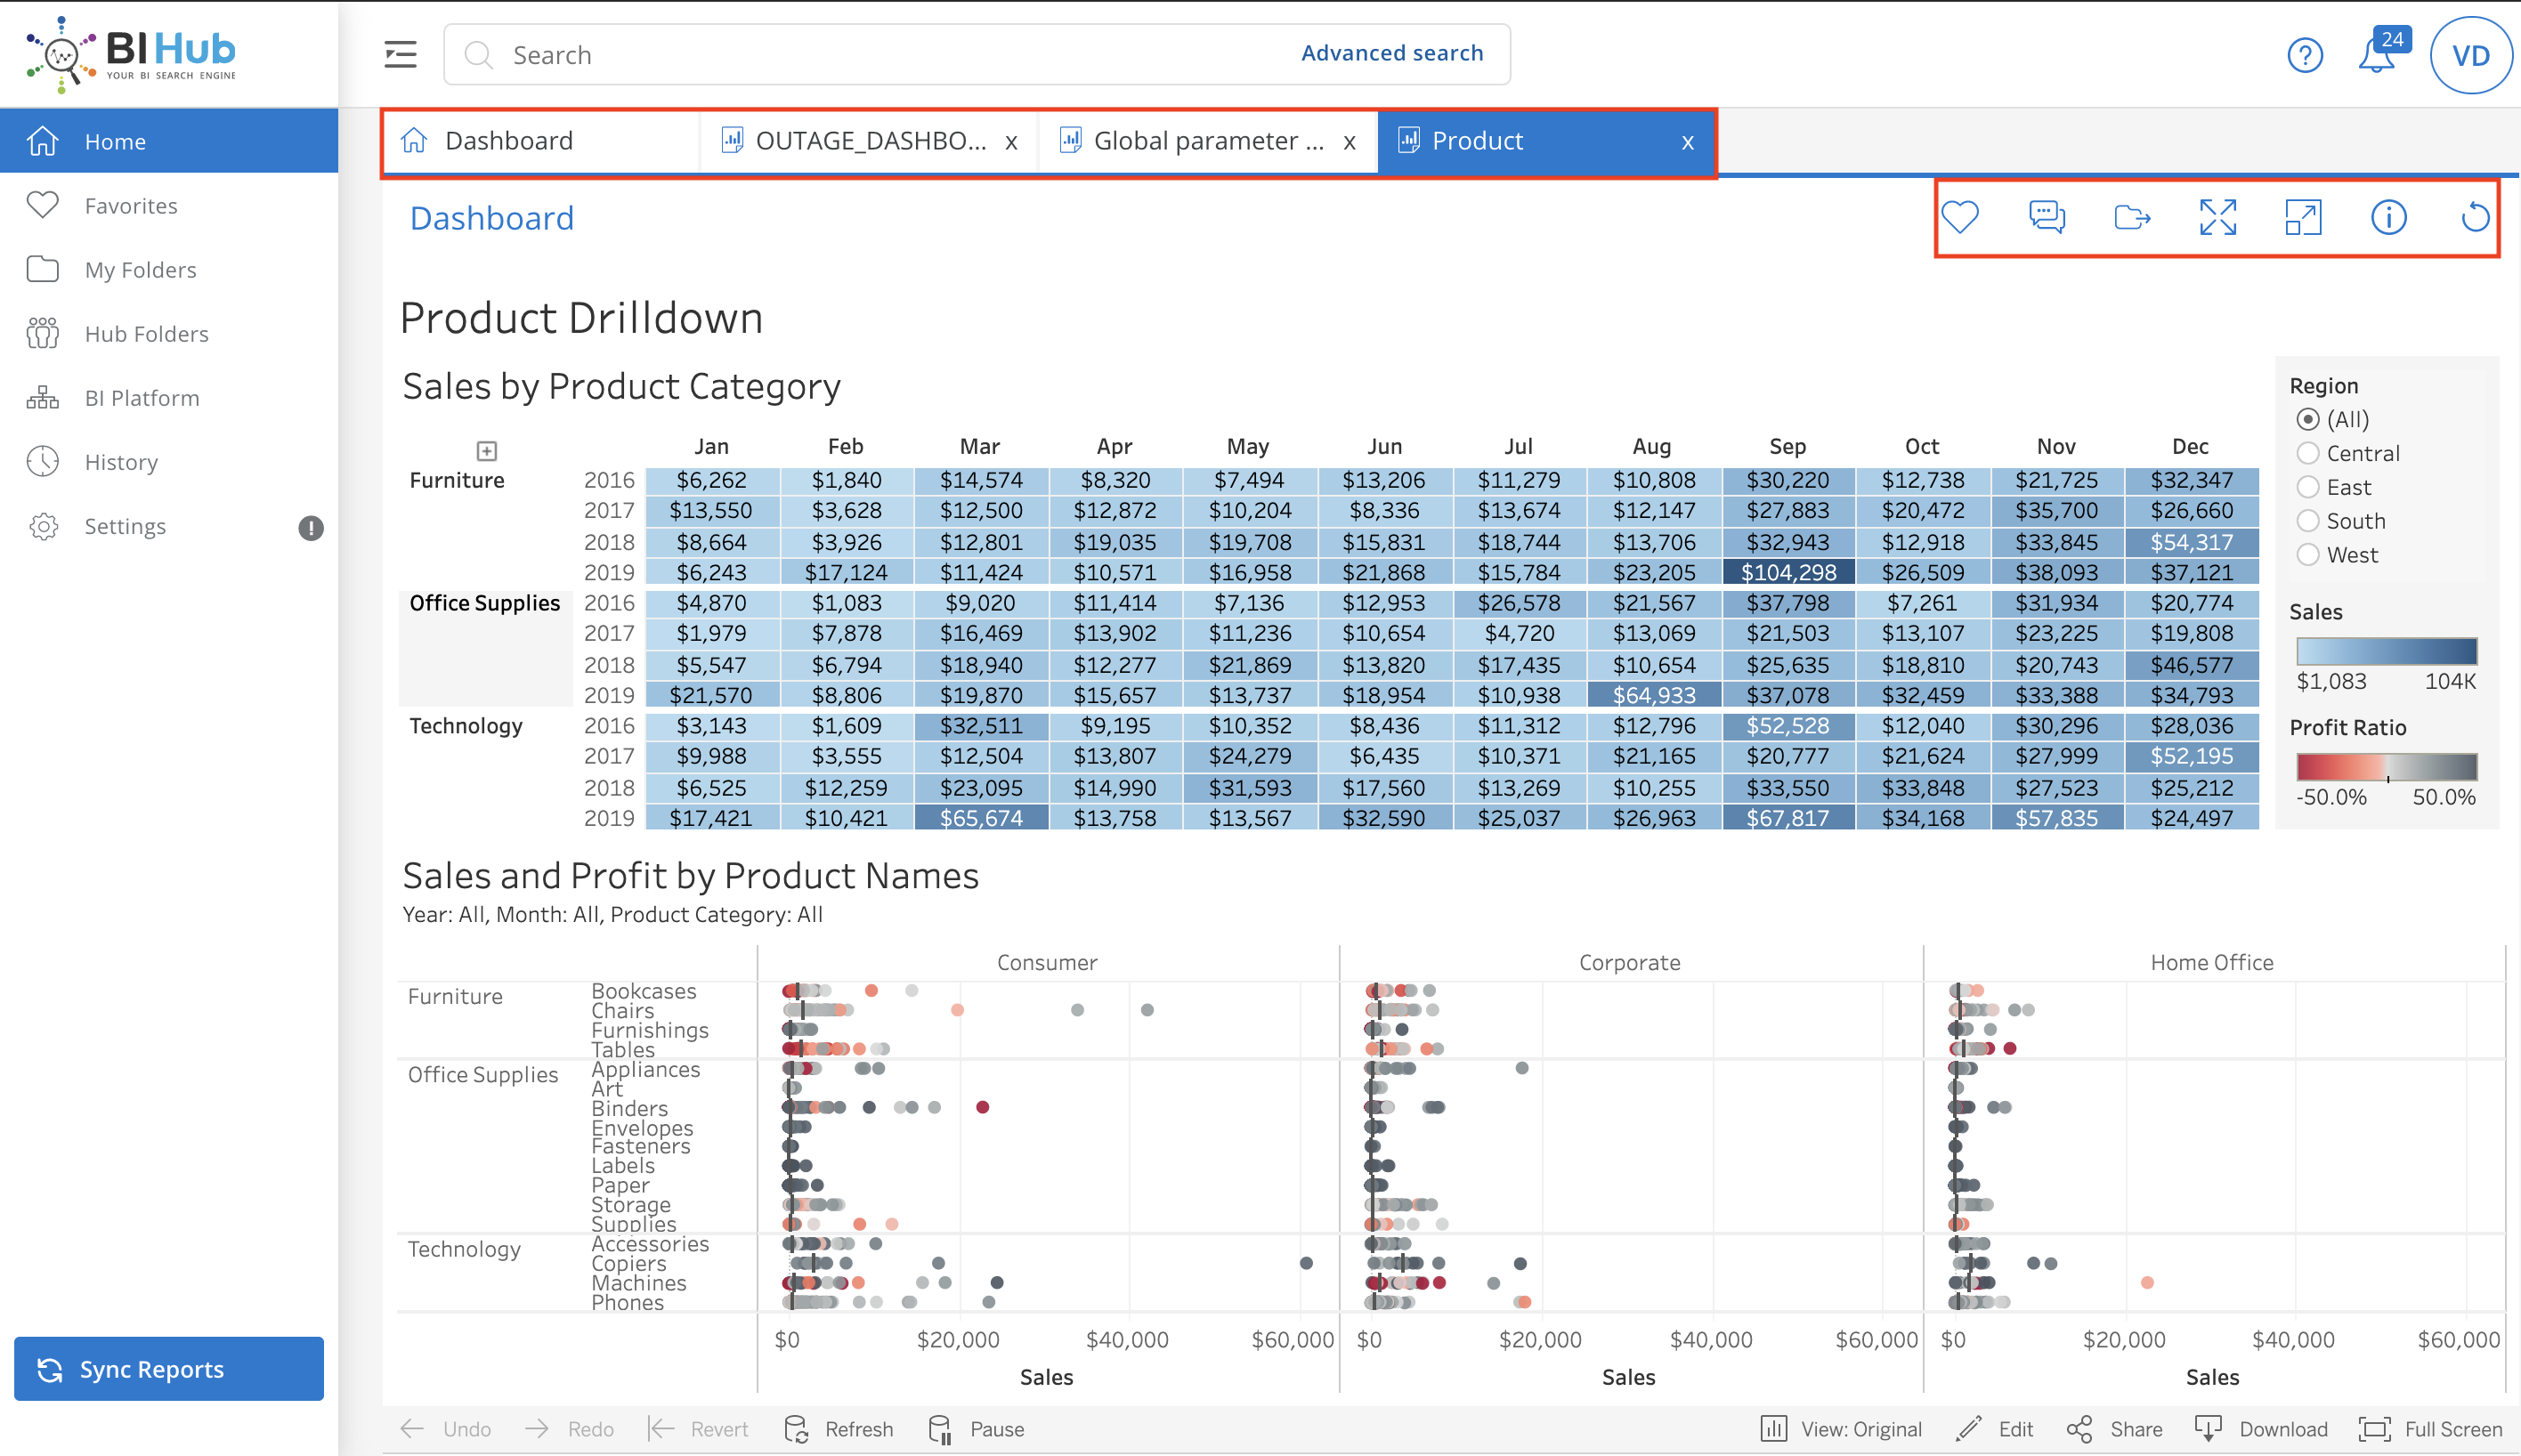 BI Hub
YOUR BI SEARCH ENGINE
Search
Advanced search
24
VD
Home
Favorites
My Folders
Hub Folders
BI Platform
History
Settings
Sync Reports
Dashboard
OUTAGE_DASHBO... x
Global parameter ... x
Product x
Dashboard
Product Drilldown
Sales by Product Category
Jan Feb Mar Apr May Jun Jul Aug Sep Oct Nov Dec
Furniture 2016 $6,262 $1,840 $14,574 $8,320 $7,494 $13,206 $11,279 $10,808 $30,220 $12,738 $21,725 $32,347
2017 $13,550 $3,628 $12,500 $12,872 $10,204 $8,336 $13,674 $12,147 $27,883 $20,472 $35,700 $26,660
2018 $8,664 $3,926 $12,801 $19,035 $19,708 $15,831 $18,744 $13,706 $32,943 $12,918 $33,845 $54,317
2019 $6,243 $17,124 $11,424 $10,571 $16,958 $21,868 $15,784 $23,205 $104,298 $26,509 $38,093 $37,121
Office Supplies 2016 $4,870 $1,083 $9,020 $11,414 $7,136 $12,953 $26,578 $21,567 $37,798 $7,261 $31,934 $20,774
2017 $1,979 $7,878 $16,469 $13,902 $11,236 $10,654 $4,720 $13,069 $21,503 $13,107 $23,225 $19,808
2018 $5,547 $6,794 $18,940 $12,277 $21,869 $13,820 $17,435 $10,654 $25,635 $18,810 $20,743 $46,577
2019 $21,570 $8,806 $19,870 $15,657 $13,737 $18,954 $10,938 $64,933 $37,078 $32,459 $33,388 $34,793
Technology 2016 $3,143 $1,609 $32,511 $9,195 $10,352 $8,436 $11,312 $12,796 $52,528 $12,040 $30,296 $28,036
2017 $9,988 $3,555 $12,504 $13,807 $24,279 $6,435 $10,371 $21,165 $20,777 $21,624 $27,999 $52,195
2018 $6,525 $12,259 $23,095 $14,990 $31,593 $17,560 $13,269 $10,255 $33,550 $33,848 $27,523 $25,212
2019 $17,421 $10,421 $65,674 $13,758 $13,567 $32,590 $25,037 $26,963 $67,817 $34,168 $57,835 $24,497
Region
(All)
Central
East
South
West
Sales
$1,083 104K
Profit Ratio
-50.0% 50.0%
Sales and Profit by Product Names
Year: All, Month: All, Product Category: All
Consumer Corporate Home Office
Furniture Bookcases
Chairs
Furnishings
Tables
Office Supplies Appliances
Art
Binders
Envelopes
Fasteners
Labels
Paper
Storage
Supplies
Technology Accessories
Copiers
Machines
Phones
$0 $20,000 $40,000 $60,000 $0 $20,000 $40,000 $60,000 $0 $20,000 $40,000 $60,000
Sales Sales Sales
Undo Redo Revert Refresh Pause View: Original Edit Share Download Full Screen